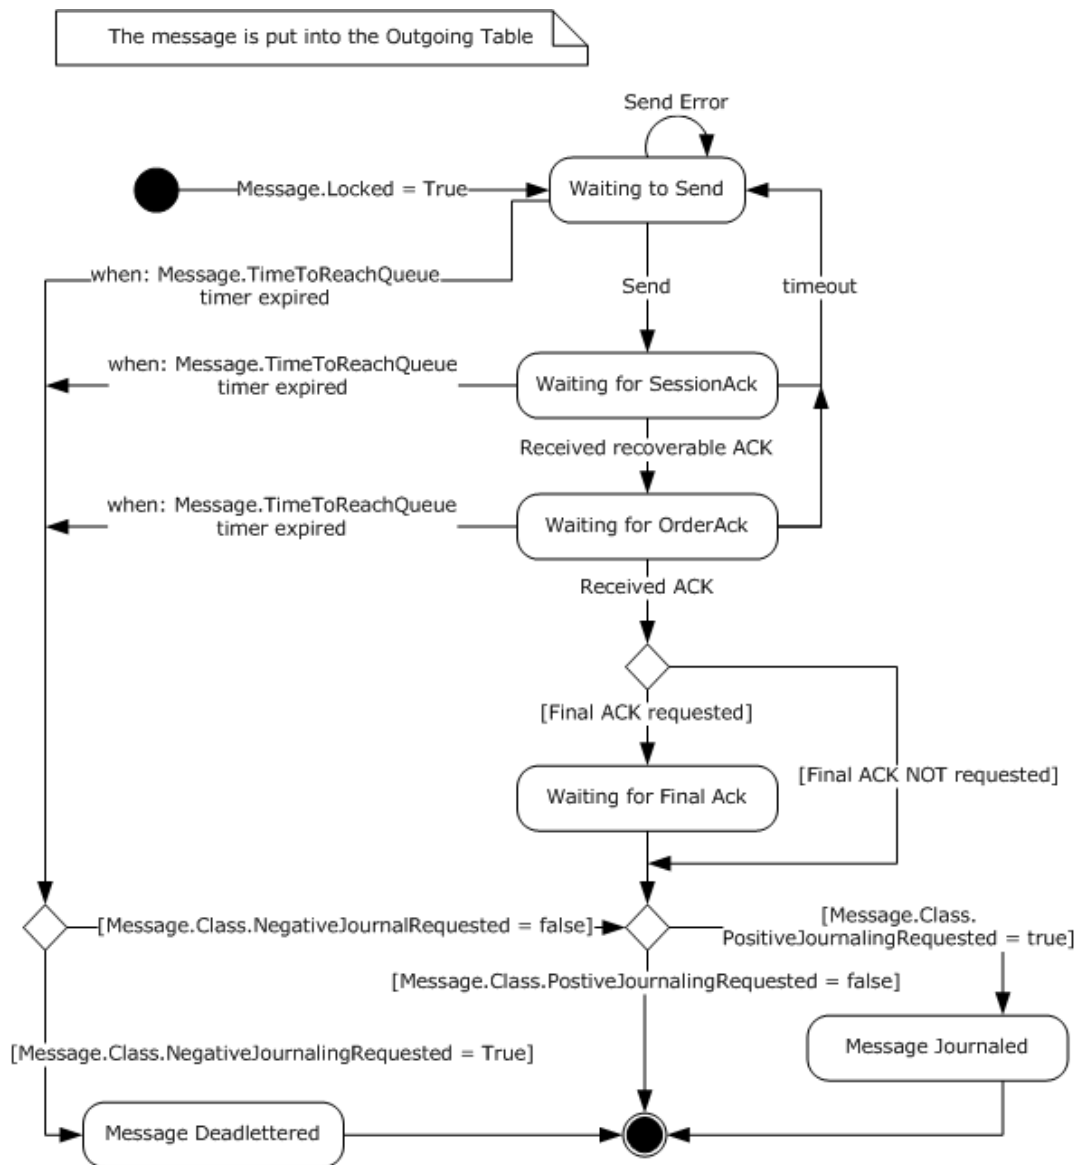 The message is put into the Outgoing Table
Send Error
Message.Locked = True
Waiting to Send
when: Message.TimeToReachQueue
timer expired
Send
timeout
when: Message.TimeToReachQueue
timer expired
Waiting for SessionAck
Received recoverable ACK
when: Message.TimeToReachQueue
timer expired
Waiting for OrderAck
Received ACK
[Final ACK requested]
[Final ACK NOT requested]
Waiting for Final Ack
[Message.Class.NegativeJournalRequested = false]
[Message.Class.
PositiveJournalingRequested = true]
[Message.Class.PostiveJournalingRequested = false]
[Message.Class.NegativeJournalingRequested = True]
Message Journaled
Message Deadlettered